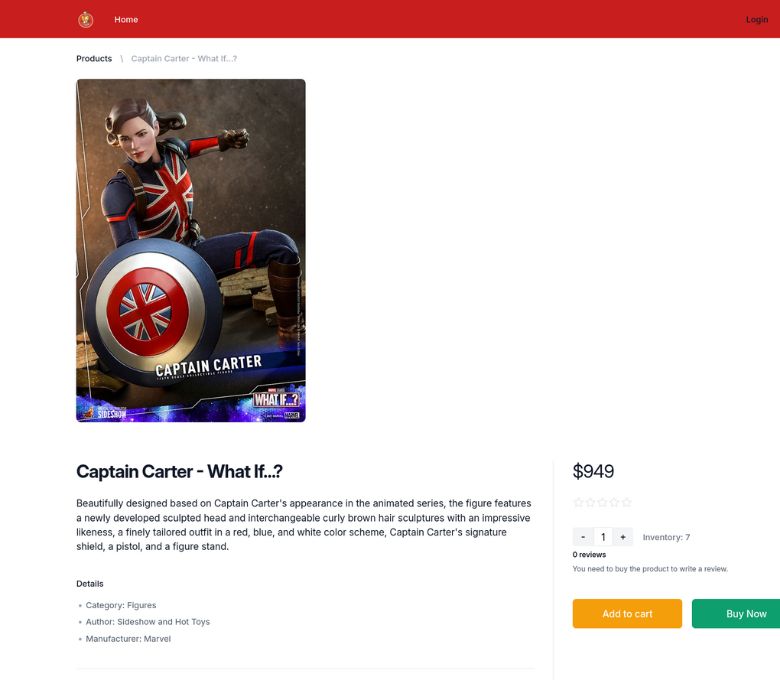 Home
Login
Products \ Captain Carter - What If...?
CAPTAIN CARTER
SIDESHOW
MARVEL STUDIOS
WHAT IF...?
MARVEL
Captain Carter - What If...?
Beautifully designed based on Captain Carter's appearance in the animated series, the figure features
a newly developed sculpted head and interchangeable curly brown hair sculptures with an impressive
likeness, a finely tailored outfit in a red, blue, and white color scheme, Captain Carter's signature
shield, a pistol, and a figure stand.
Details
Category: Figures
Author: Sideshow and Hot Toys
Manufacturer: Marvel
$949
- 1 + Inventory: 7
0 reviews
You need to buy the product to write a review.
Add to cart
Buy Now